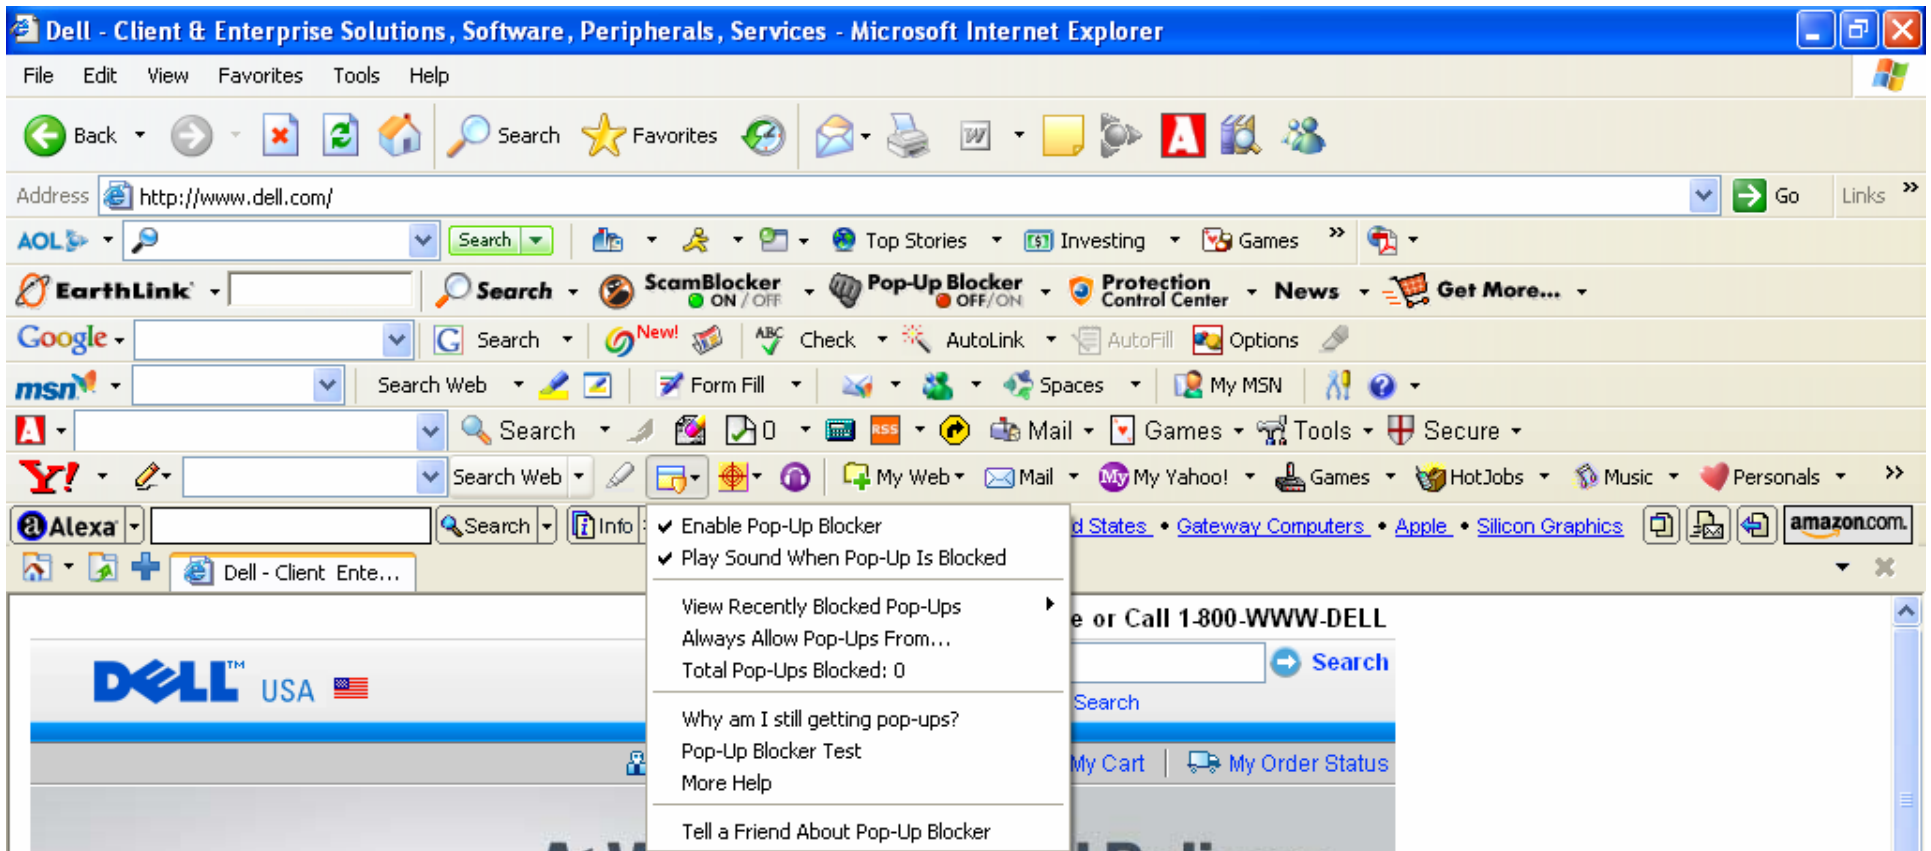 Dell - Client & Enterprise Solutions, Software, Peripherals, Services - Microsoft Internet Explorer
File Edit View Favorites Tools Help
Back Search Favorites W A
Address http://www.dell.com/ Go Links »
AOL Search Top Stories Investing Games »
EarthLink Search ScamBlocker ON / OFF Pop-Up Blocker OFF/ON Protection Control Center News Get More...
Google G Search New! ABC Check AutoLink AutoFill Options
msn Search Web Form Fill Spaces My MSN
A Search 0 RSS Mail Games Tools Secure
Y! Search Web My Web Mail My My Yahoo! Games HotJobs Music Personals »
a Alexa Search i Info d States • Gateway Computers • Apple • Silicon Graphics amazon.com.
Dell - Client Ente...
Enable Pop-Up Blocker
Play Sound When Pop-Up Is Blocked
View Recently Blocked Pop-Ups
Always Allow Pop-Ups From...
Total Pop-Ups Blocked: 0
Why am I still getting pop-ups?
Pop-Up Blocker Test
More Help
Tell a Friend About Pop-Up Blocker
e or Call 1-800-WWW-DELL
DELL™ USA
Search
Search
My Cart | My Order Status